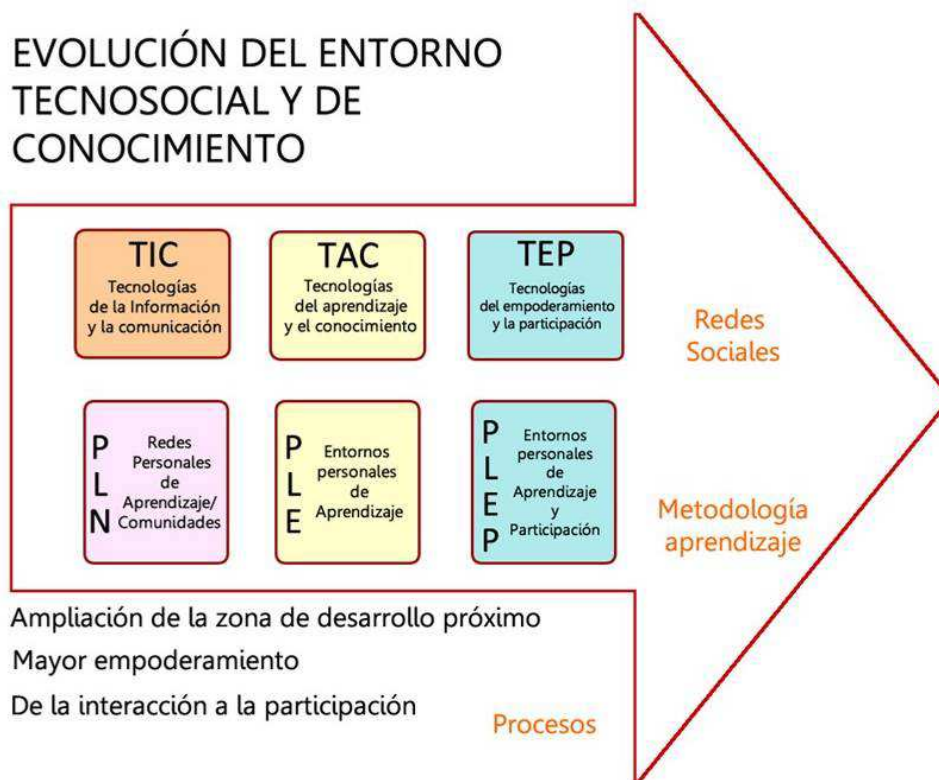 EVOLUCIÓN DEL ENTORNO
TECNOSOCIAL Y DE
CONOCIMIENTO
TIC
Tecnologías
de la Información
y la comunicación
TAC
Tecnologías
del aprendizaje
y el conocimiento
TEP
Tecnologías
del empoderamiento
y la participación
Redes
Sociales
PLN
Redes
Personales
de
Aprendizaje/
Comunidades
PLE
Entornos
personales
de
Aprendizaje
PLEP
Entornos
personales
de
Aprendizaje
y
Participación
Metodología
aprendizaje
Ampliación de la zona de desarrollo próximo
Mayor empoderamiento
De la interacción a la participación
Procesos